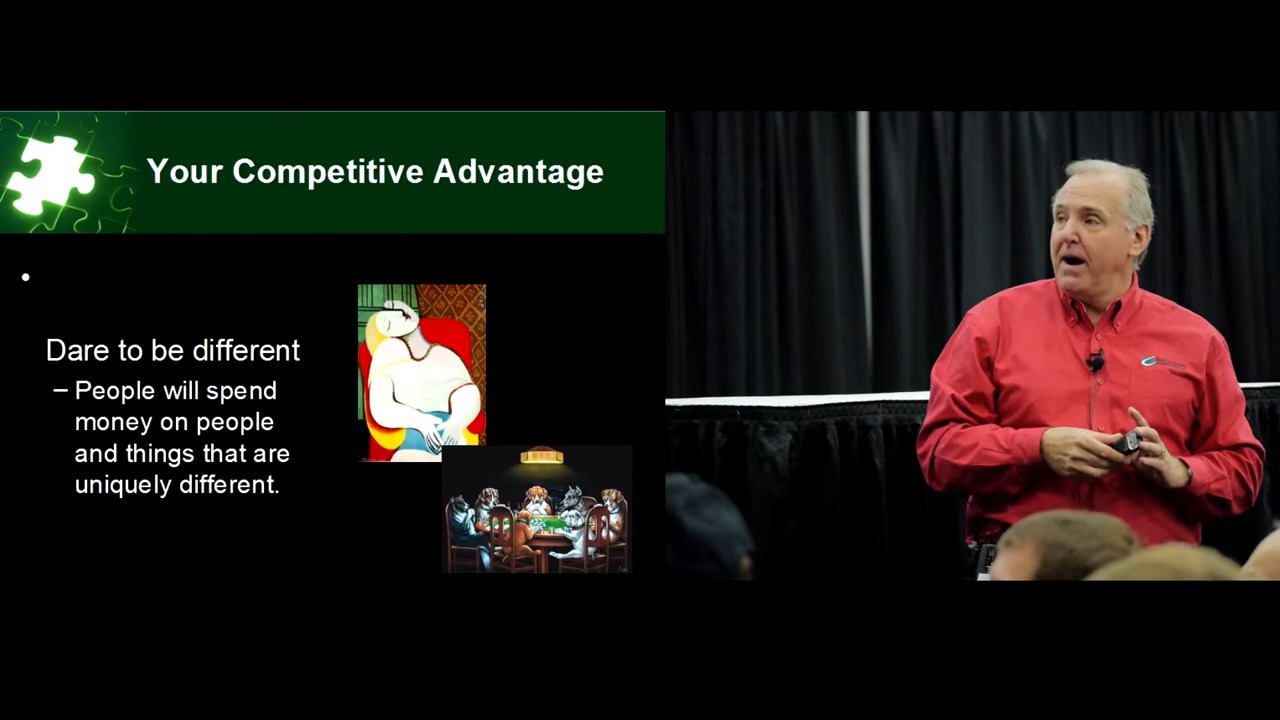 Your Competitive Advantage
•
Dare to be different
– People will spend
money on people
and things that are
uniquely different.